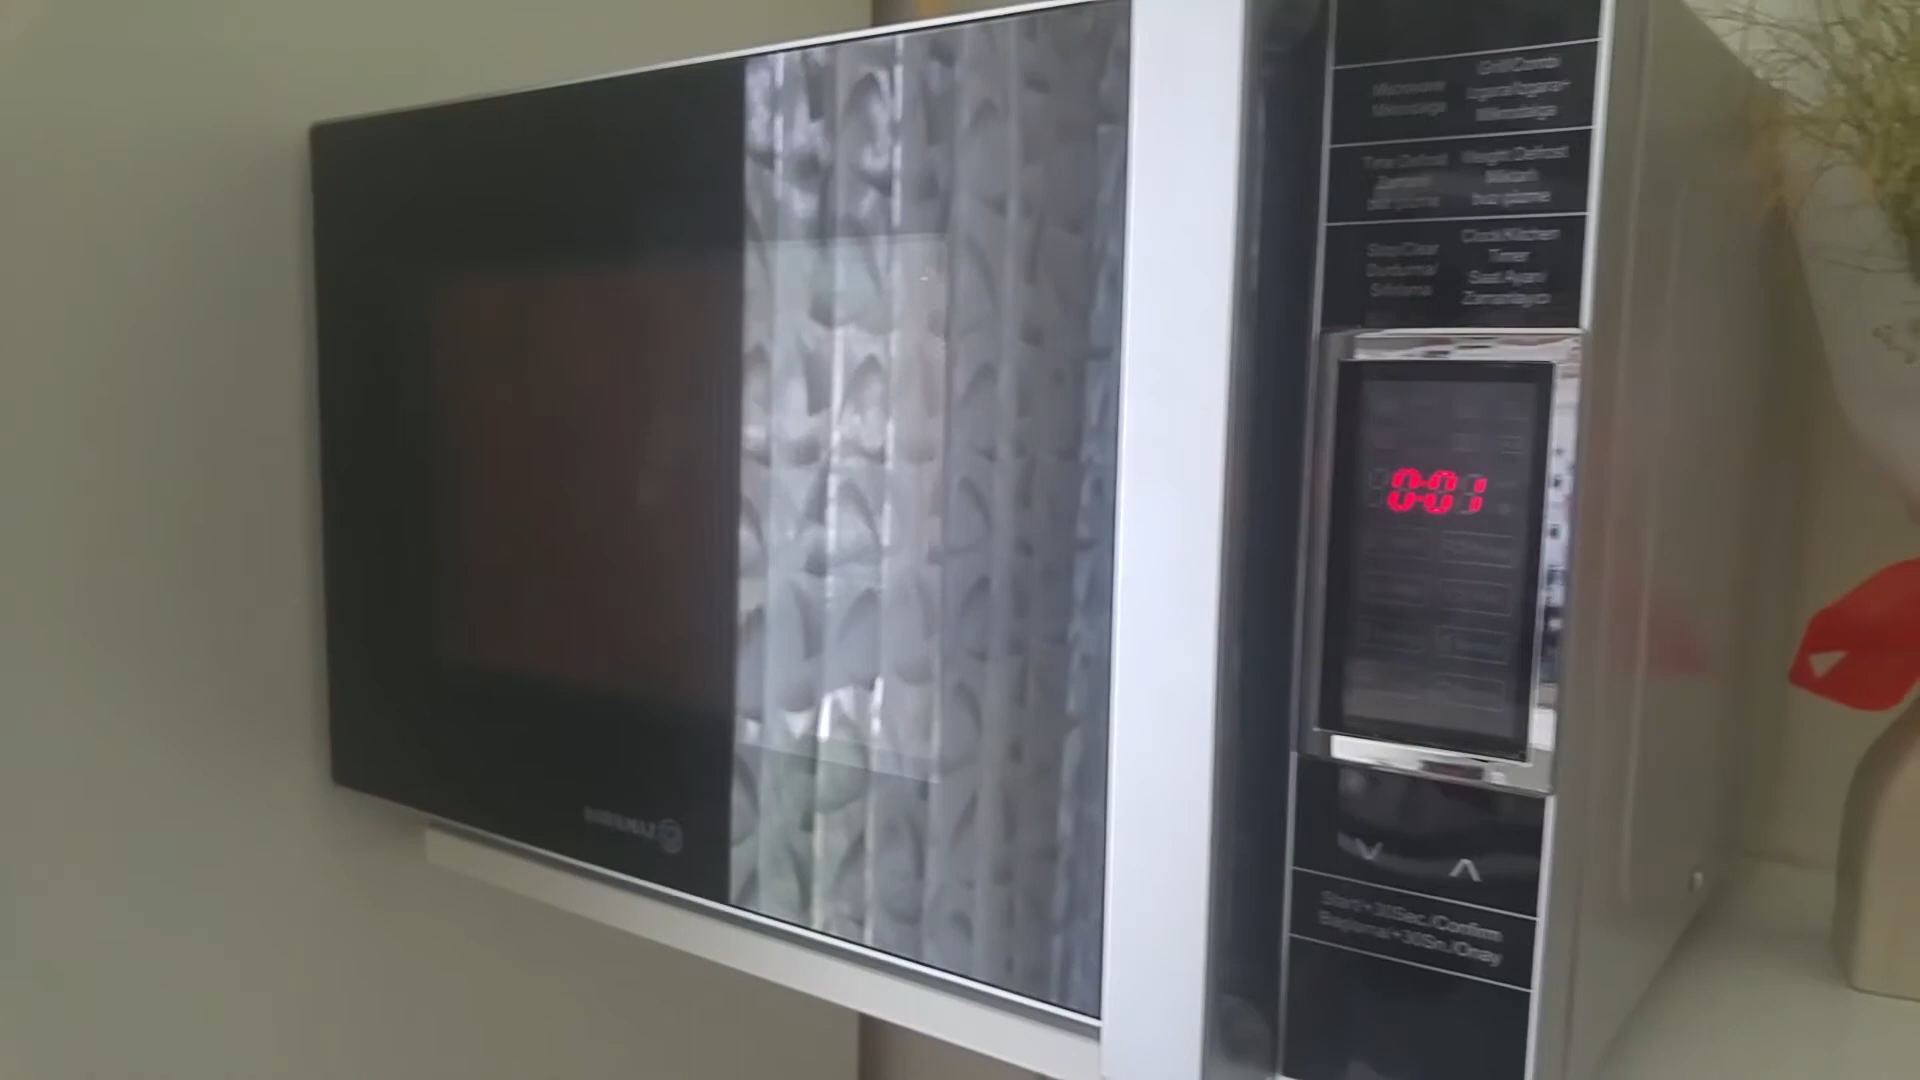 Microwave
Mikrodalga
Grill/Combi
Izgara/Izgara+
Mikrodalga
Time Defrost
Zamanlı
buz çözme
Weight Defrost
Miktarlı
buz çözme
Stop/Clear
Durdurma/
Sıfırlama
Clock/Kitchen
Timer
Saat Ayarı/
Zamanlayıcı
0:01
Start/+30Sec./Confirm
Başlatma/+30Sn./Onay